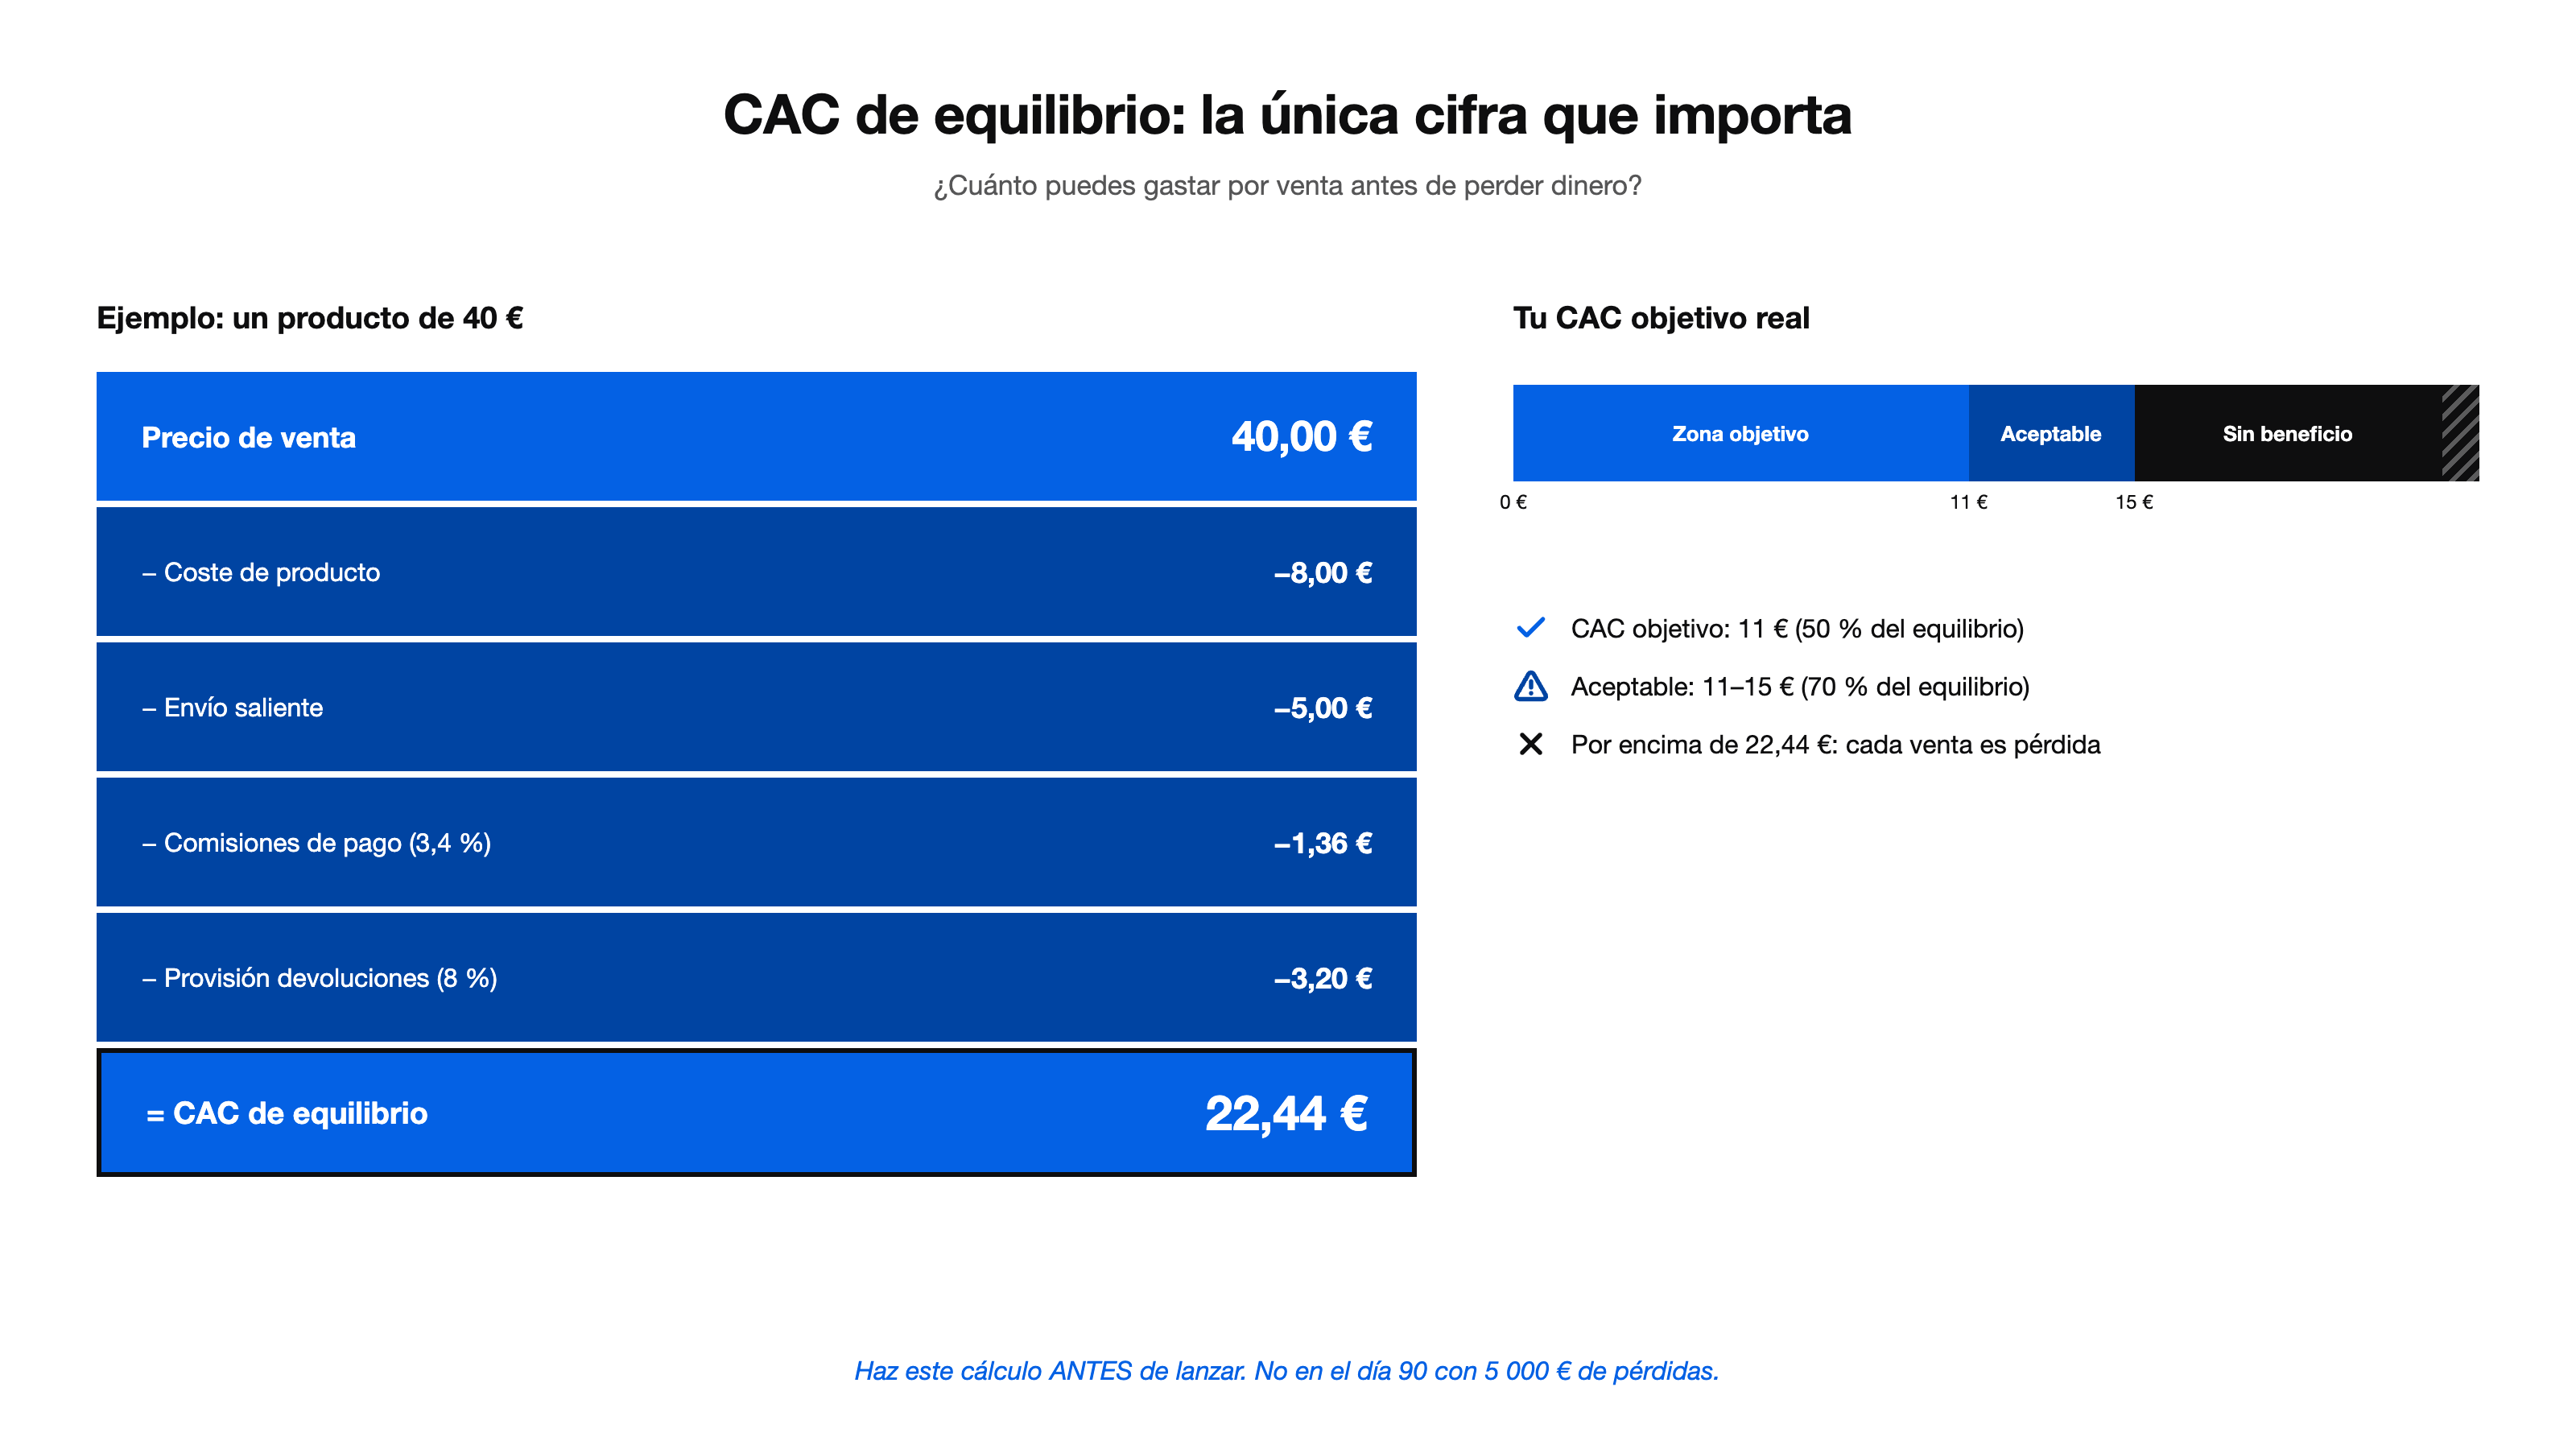 CAC de equilibrio: la única cifra que importa
¿Cuánto puedes gastar por venta antes de perder dinero?
Ejemplo: un producto de 40 €
Precio de venta 40,00 €
– Coste de producto –8,00 €
– Envío saliente –5,00 €
– Comisiones de pago (3,4 %) –1,36 €
– Provisión devoluciones (8 %) –3,20 €
= CAC de equilibrio 22,44 €
Tu CAC objetivo real
Zona objetivo Aceptable Sin beneficio
0 € 11 € 15 €
CAC objetivo: 11 € (50 % del equilibrio)
Aceptable: 11–15 € (70 % del equilibrio)
Por encima de 22,44 €: cada venta es pérdida
Haz este cálculo ANTES de lanzar. No en el día 90 con 5 000 € de pérdidas.